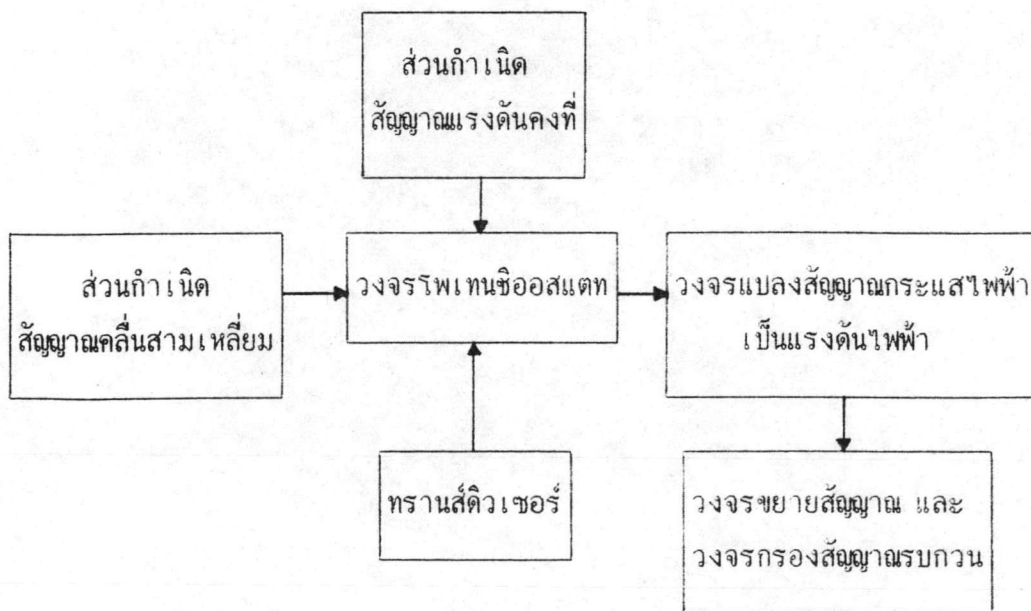 ส่วนกำเนิด
สัญญาณแรงดันคงที่
ส่วนกำเนิด
สัญญาณคลื่นสามเหลี่ยม
วงจรโพเทนชิออสแตท
วงจรแปลงสัญญาณกระแสไฟฟ้า
เป็นแรงดันไฟฟ้า
ทรานส์ดิวเซอร์
วงจรขยายสัญญาณ และ
วงจรกรองสัญญาณรบกวน